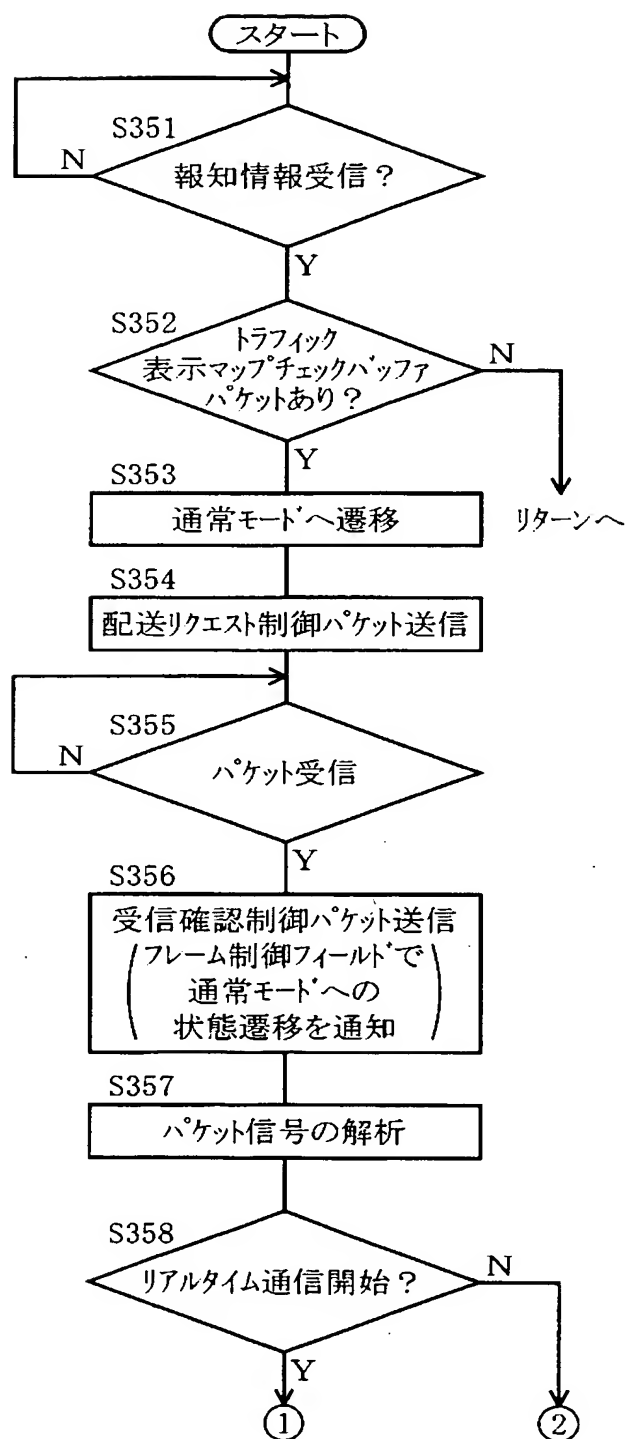 スタート
S351
N
報知情報受信？
Y
S352
トラフィック
表示マップチェックバッファ
パケットあり？
N
Y
S353
通常モードへ遷移
リターンへ
S354
配送リクエスト制御パケット送信
S355
N
パケット受信
Y
S356
受信確認制御パケット送信
(フレーム制御フィールドで
通常モードへの
状態遷移を通知)
S357
パケット信号の解析
S358
リアルタイム通信開始？
N
Y
①
②